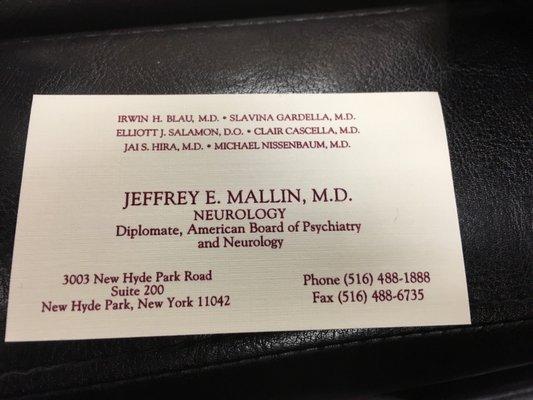 IRWIN H. BLAU, M.D. • SLAVINA GARDELLA, M.D.
ELLIOTT J. SALAMON, D.O. • CLAIR CASCELLA, M.D.
JAI S. HIRA, M.D. • MICHAEL NISSENBAUM, M.D.
JEFFREY E. MALLIN, M.D.
NEUROLOGY
Diplomate, American Board of Psychiatry
and Neurology
3003 New Hyde Park Road
Suite 200
New Hyde Park, New York 11042
Phone (516) 488-1888
Fax (516) 488-6735